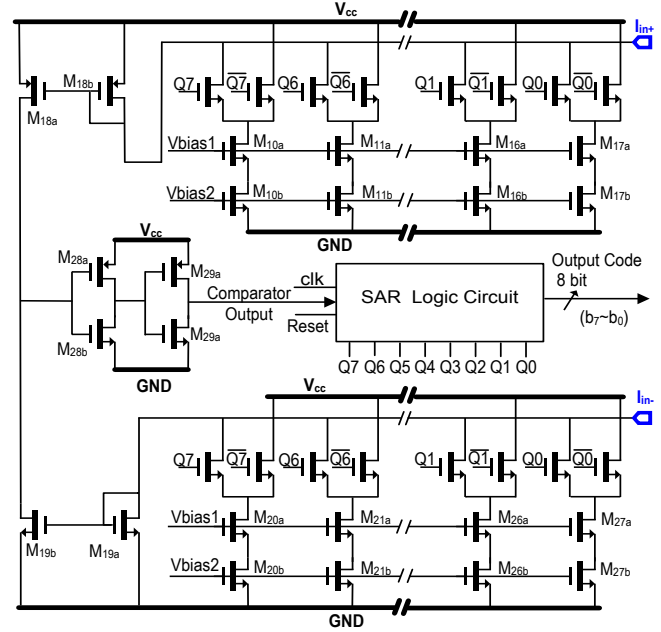 Vcc
Iin+
M18b
M18a
Q7 Q7 Q6 Q6 Q1 Q1 Q0 Q0
Vbias1 M10a M11a M16a M17a
Vbias2 M10b M11b M16b M17b
GND
Vcc
M28a
M29a
M28b
M29a
GND
Comparator
Output
clk
Reset
SAR Logic Circuit
Q7 Q6 Q5 Q4 Q3 Q2 Q1 Q0
Output Code
8 bit
(b7~b0)
Vcc
Iin-
Q7 Q7 Q6 Q6 Q1 Q1 Q0 Q0
Vbias1 M20a M21a M26a M27a
Vbias2 M20b M21b M26b M27b
M19b M19a
GND